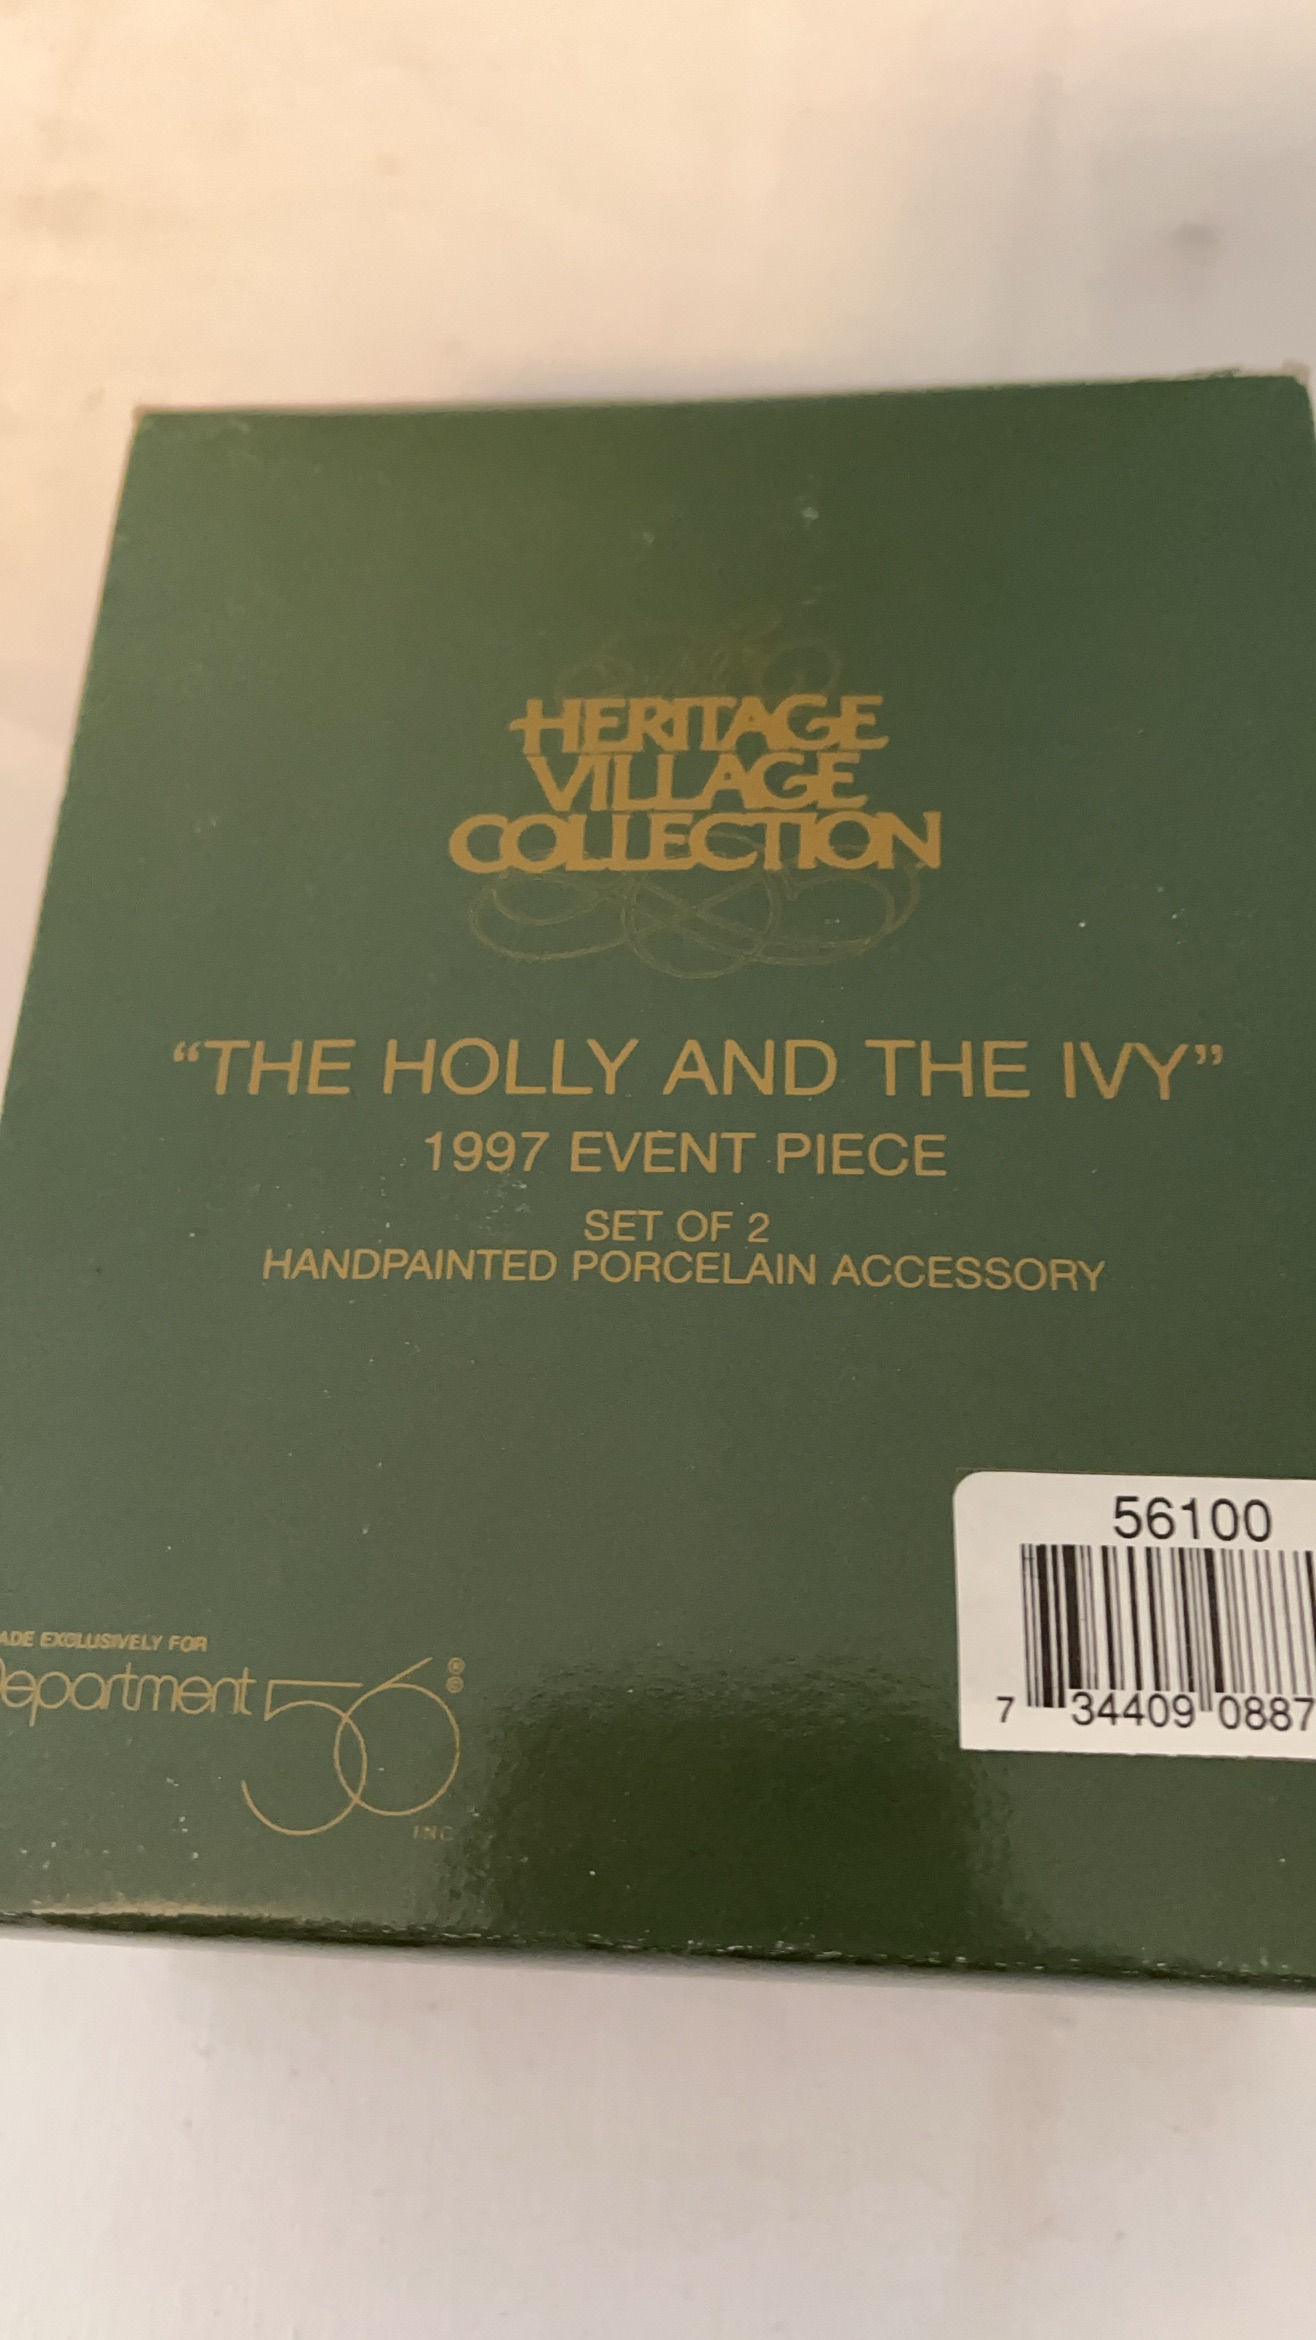 HERITAGE
VILLAGE
COLLECTION
“THE HOLLY AND THE IVY”
1997 EVENT PIECE
SET OF 2
HANDPAINTED PORCELAIN ACCESSORY
56100
7 34409 0887
ADE EXCLUSIVELY FOR
Department 56 ® ©
INC